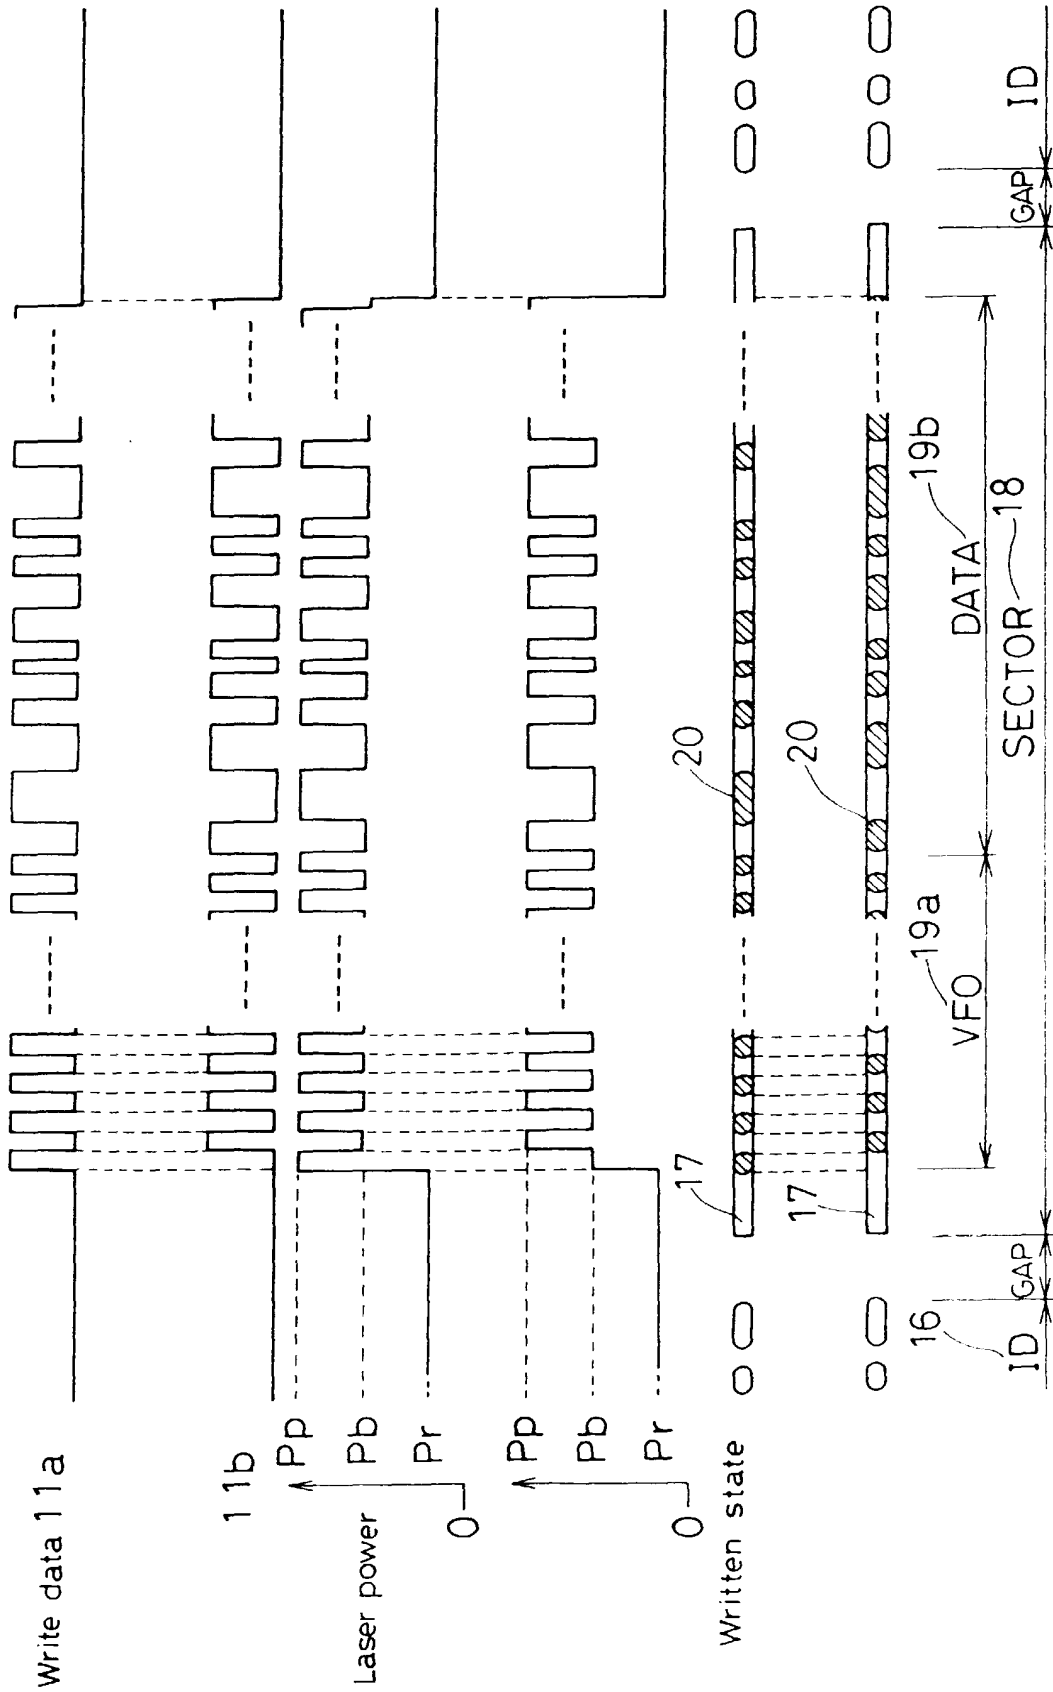 Write data 11a
11b
Laser power
Pp
Pb
Pr
0
Pp
Pb
Pr
0
Written state
17
20
17
20
16
ID
GAP
VFO
19a
DATA
19b
SECTOR
18
GAP
ID